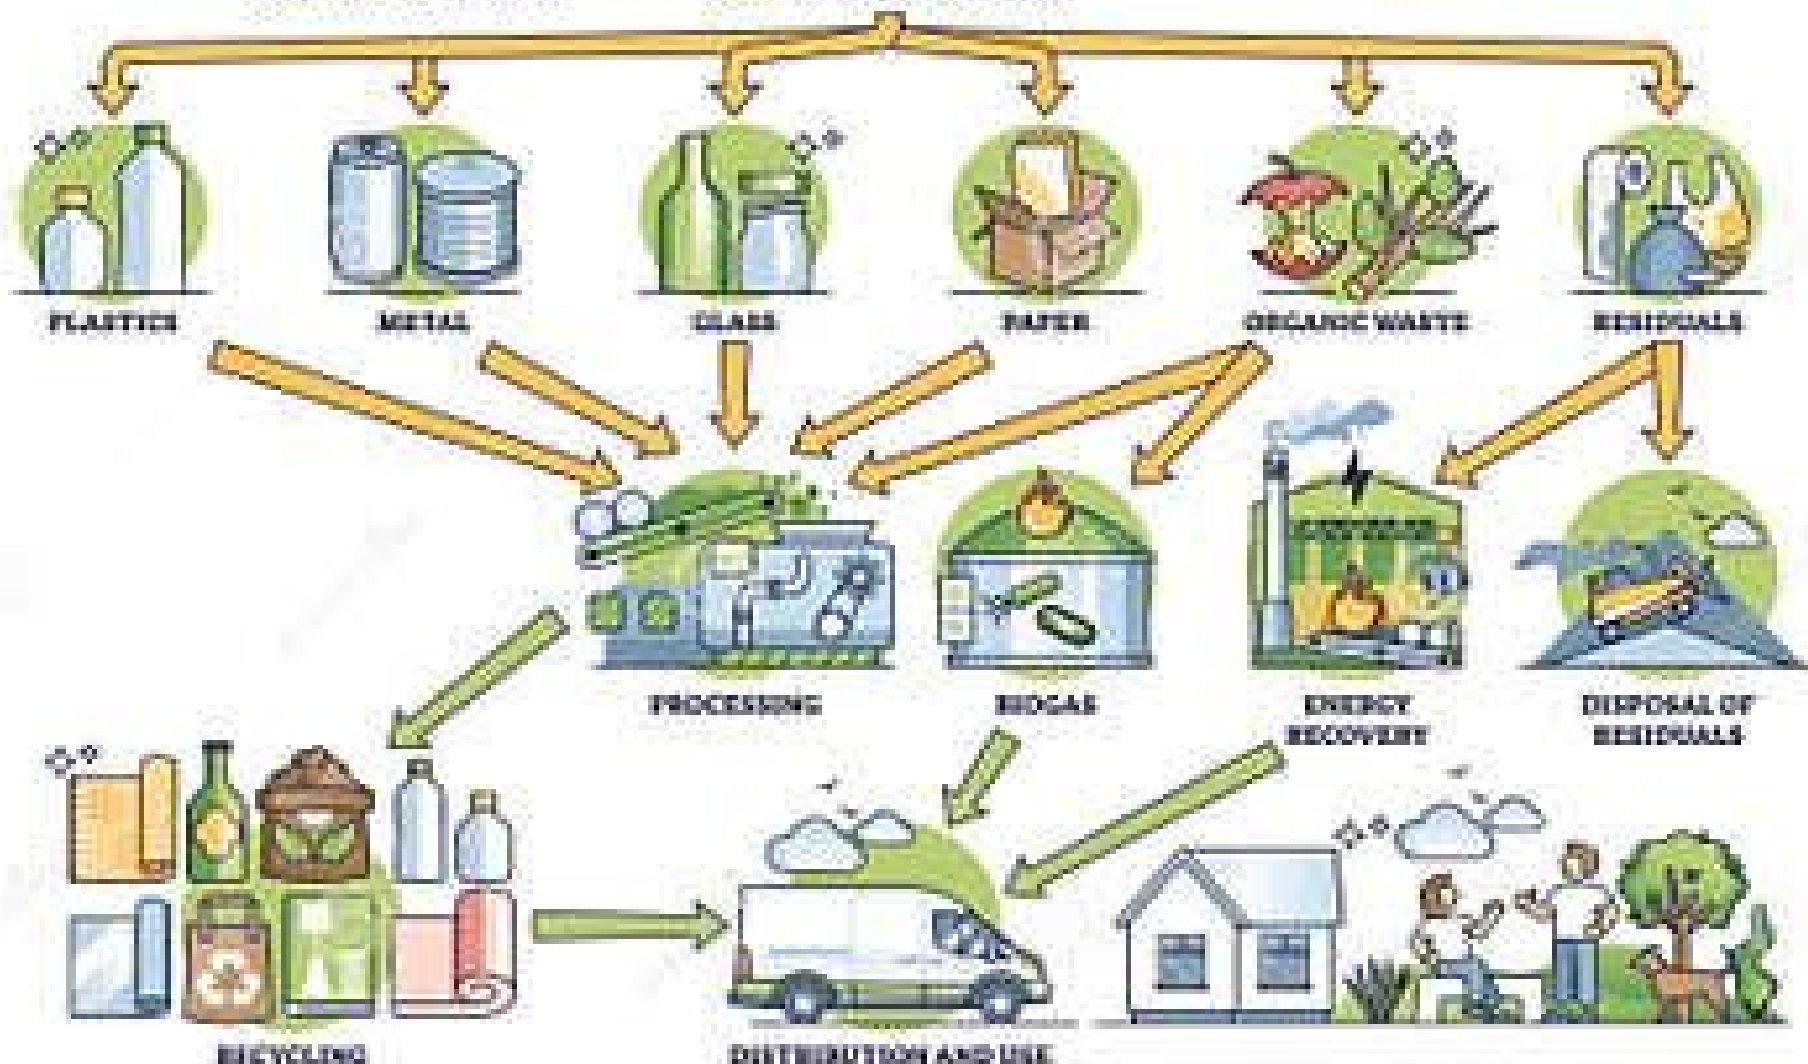 PLASTICS
METAL
GLASS
PAPER
ORGANIC WASTE
RESIDUALS
PROCESSING
BIOGAS
ENERGY
RECOVERY
DISPOSAL OF
RESIDUALS
RECYCLING
DISTRIBUTION AND USE